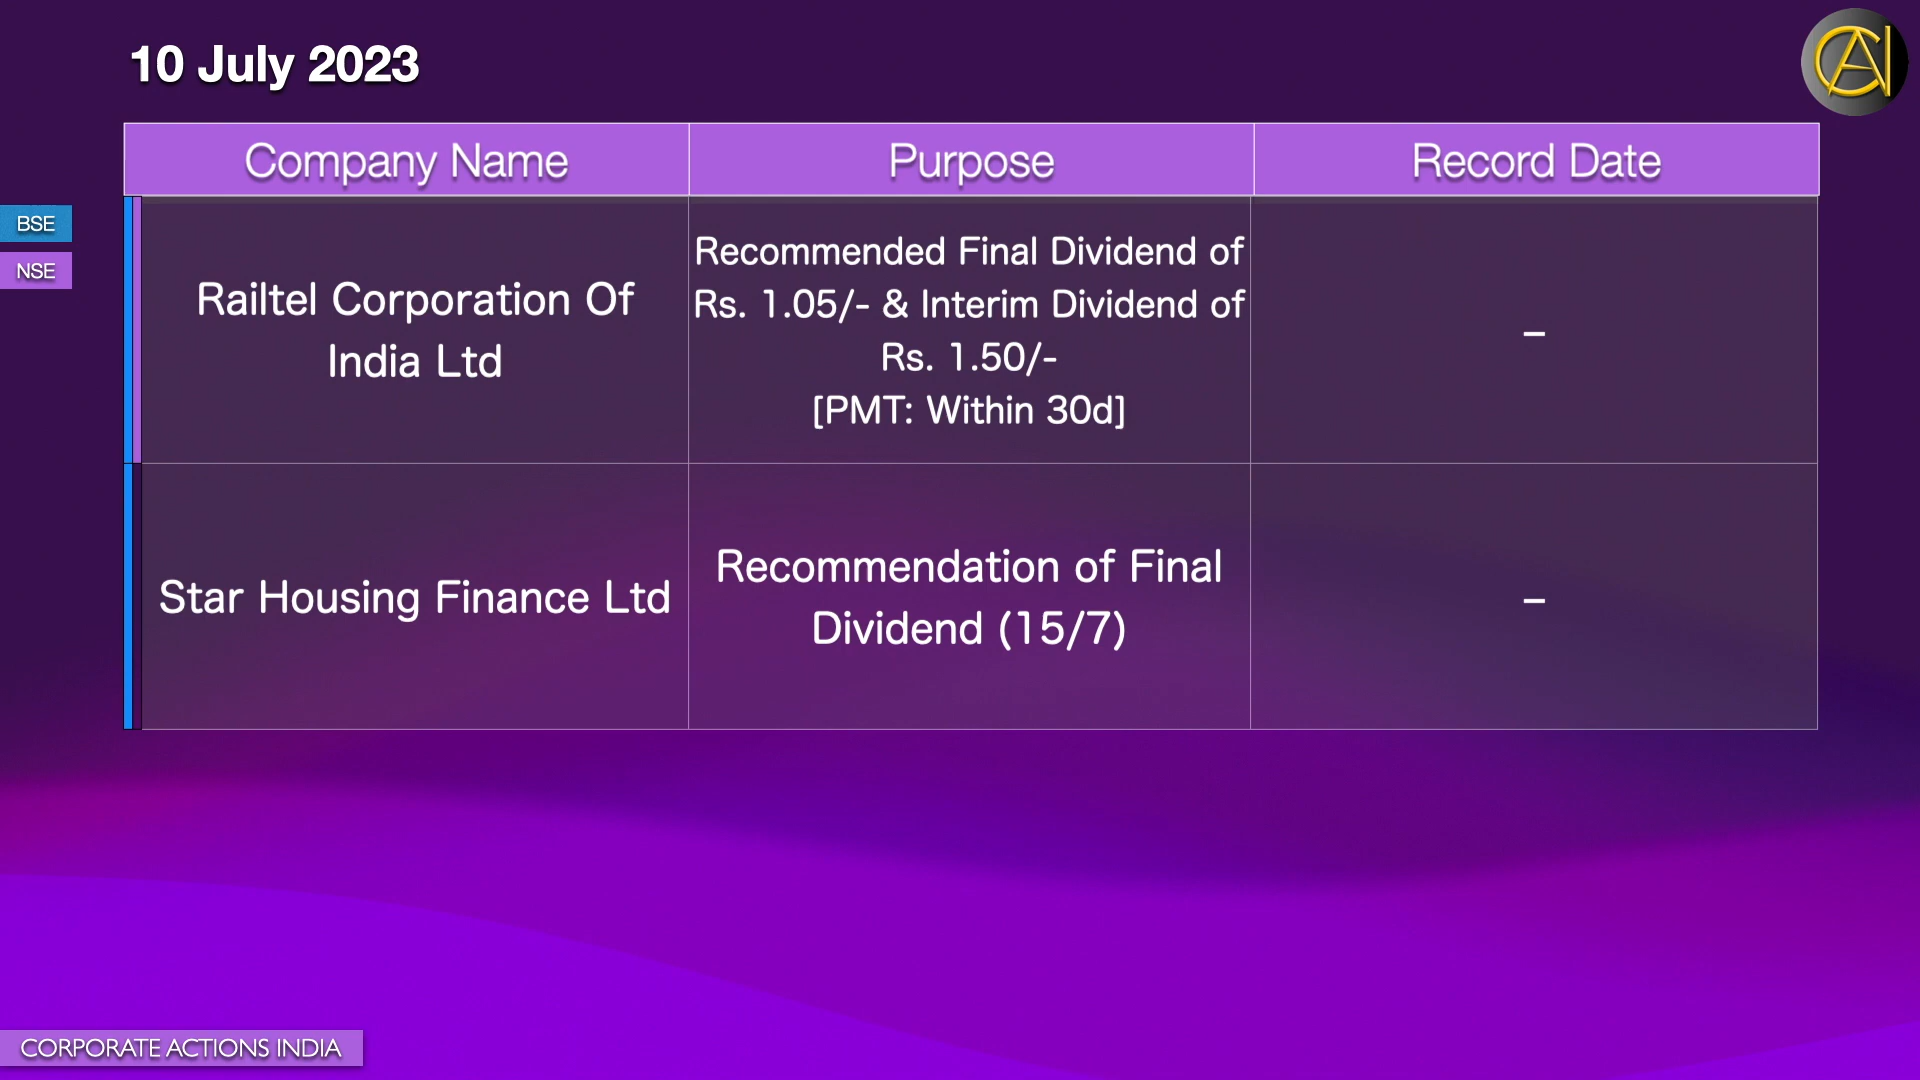 10 July 2023
CAI
Company Name
Purpose
Record Date
BSE
NSE
Railtel Corporation Of
India Ltd
Recommended Final Dividend of
Rs. 1.05/- & Interim Dividend of
Rs. 1.50/-
[PMT: Within 30d]
–
Star Housing Finance Ltd
Recommendation of Final
Dividend (15/7)
–
CORPORATE ACTIONS INDIA